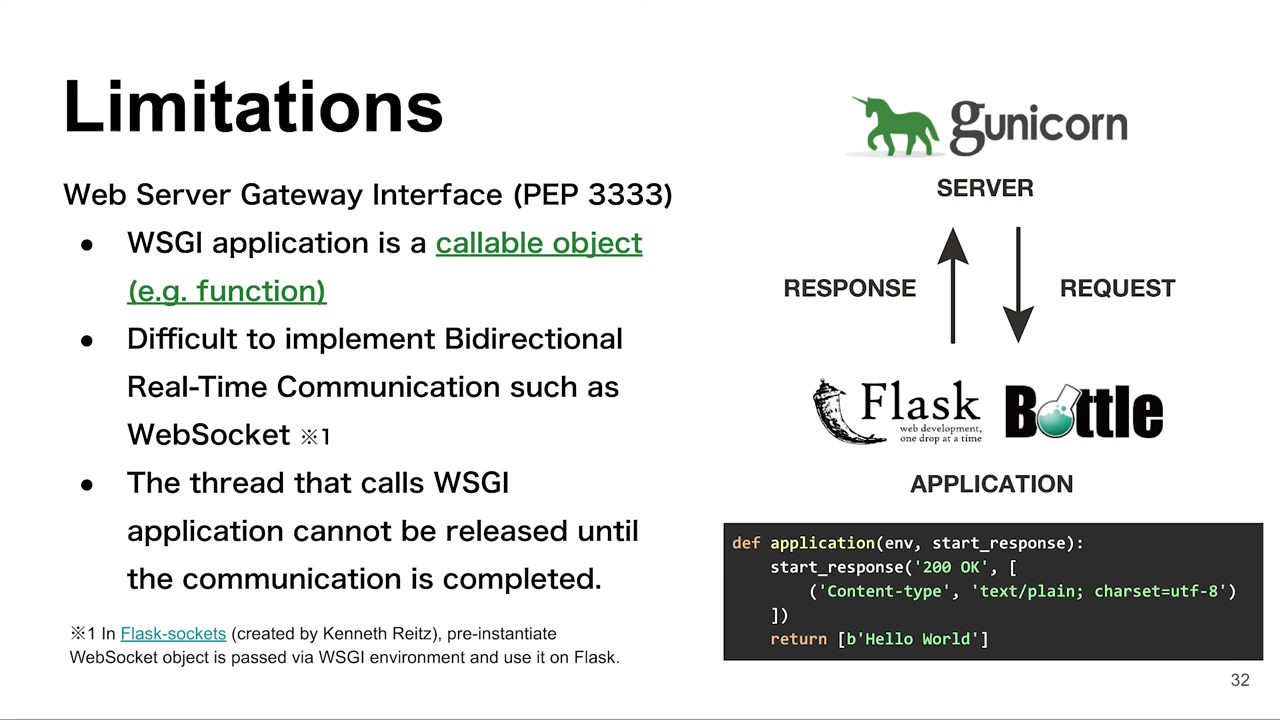 Limitations
Web Server Gateway Interface (PEP 3333)
● WSGI application is a callable object
(e.g. function)
● Difficult to implement Bidirectional
Real-Time Communication such as
WebSocket ※1
● The thread that calls WSGI
application cannot be released until
the communication is completed.
※1 In Flask-sockets (created by Kenneth Reitz), pre-instantiate
WebSocket object is passed via WSGI environment and use it on Flask.
gunicorn
SERVER
RESPONSE
REQUEST
Flask
web development,
one drop at a time
Bottle
APPLICATION
def application(env, start_response):
    start_response('200 OK', [
        ('Content-type', 'text/plain; charset=utf-8')
    ])
    return [b'Hello World']
32